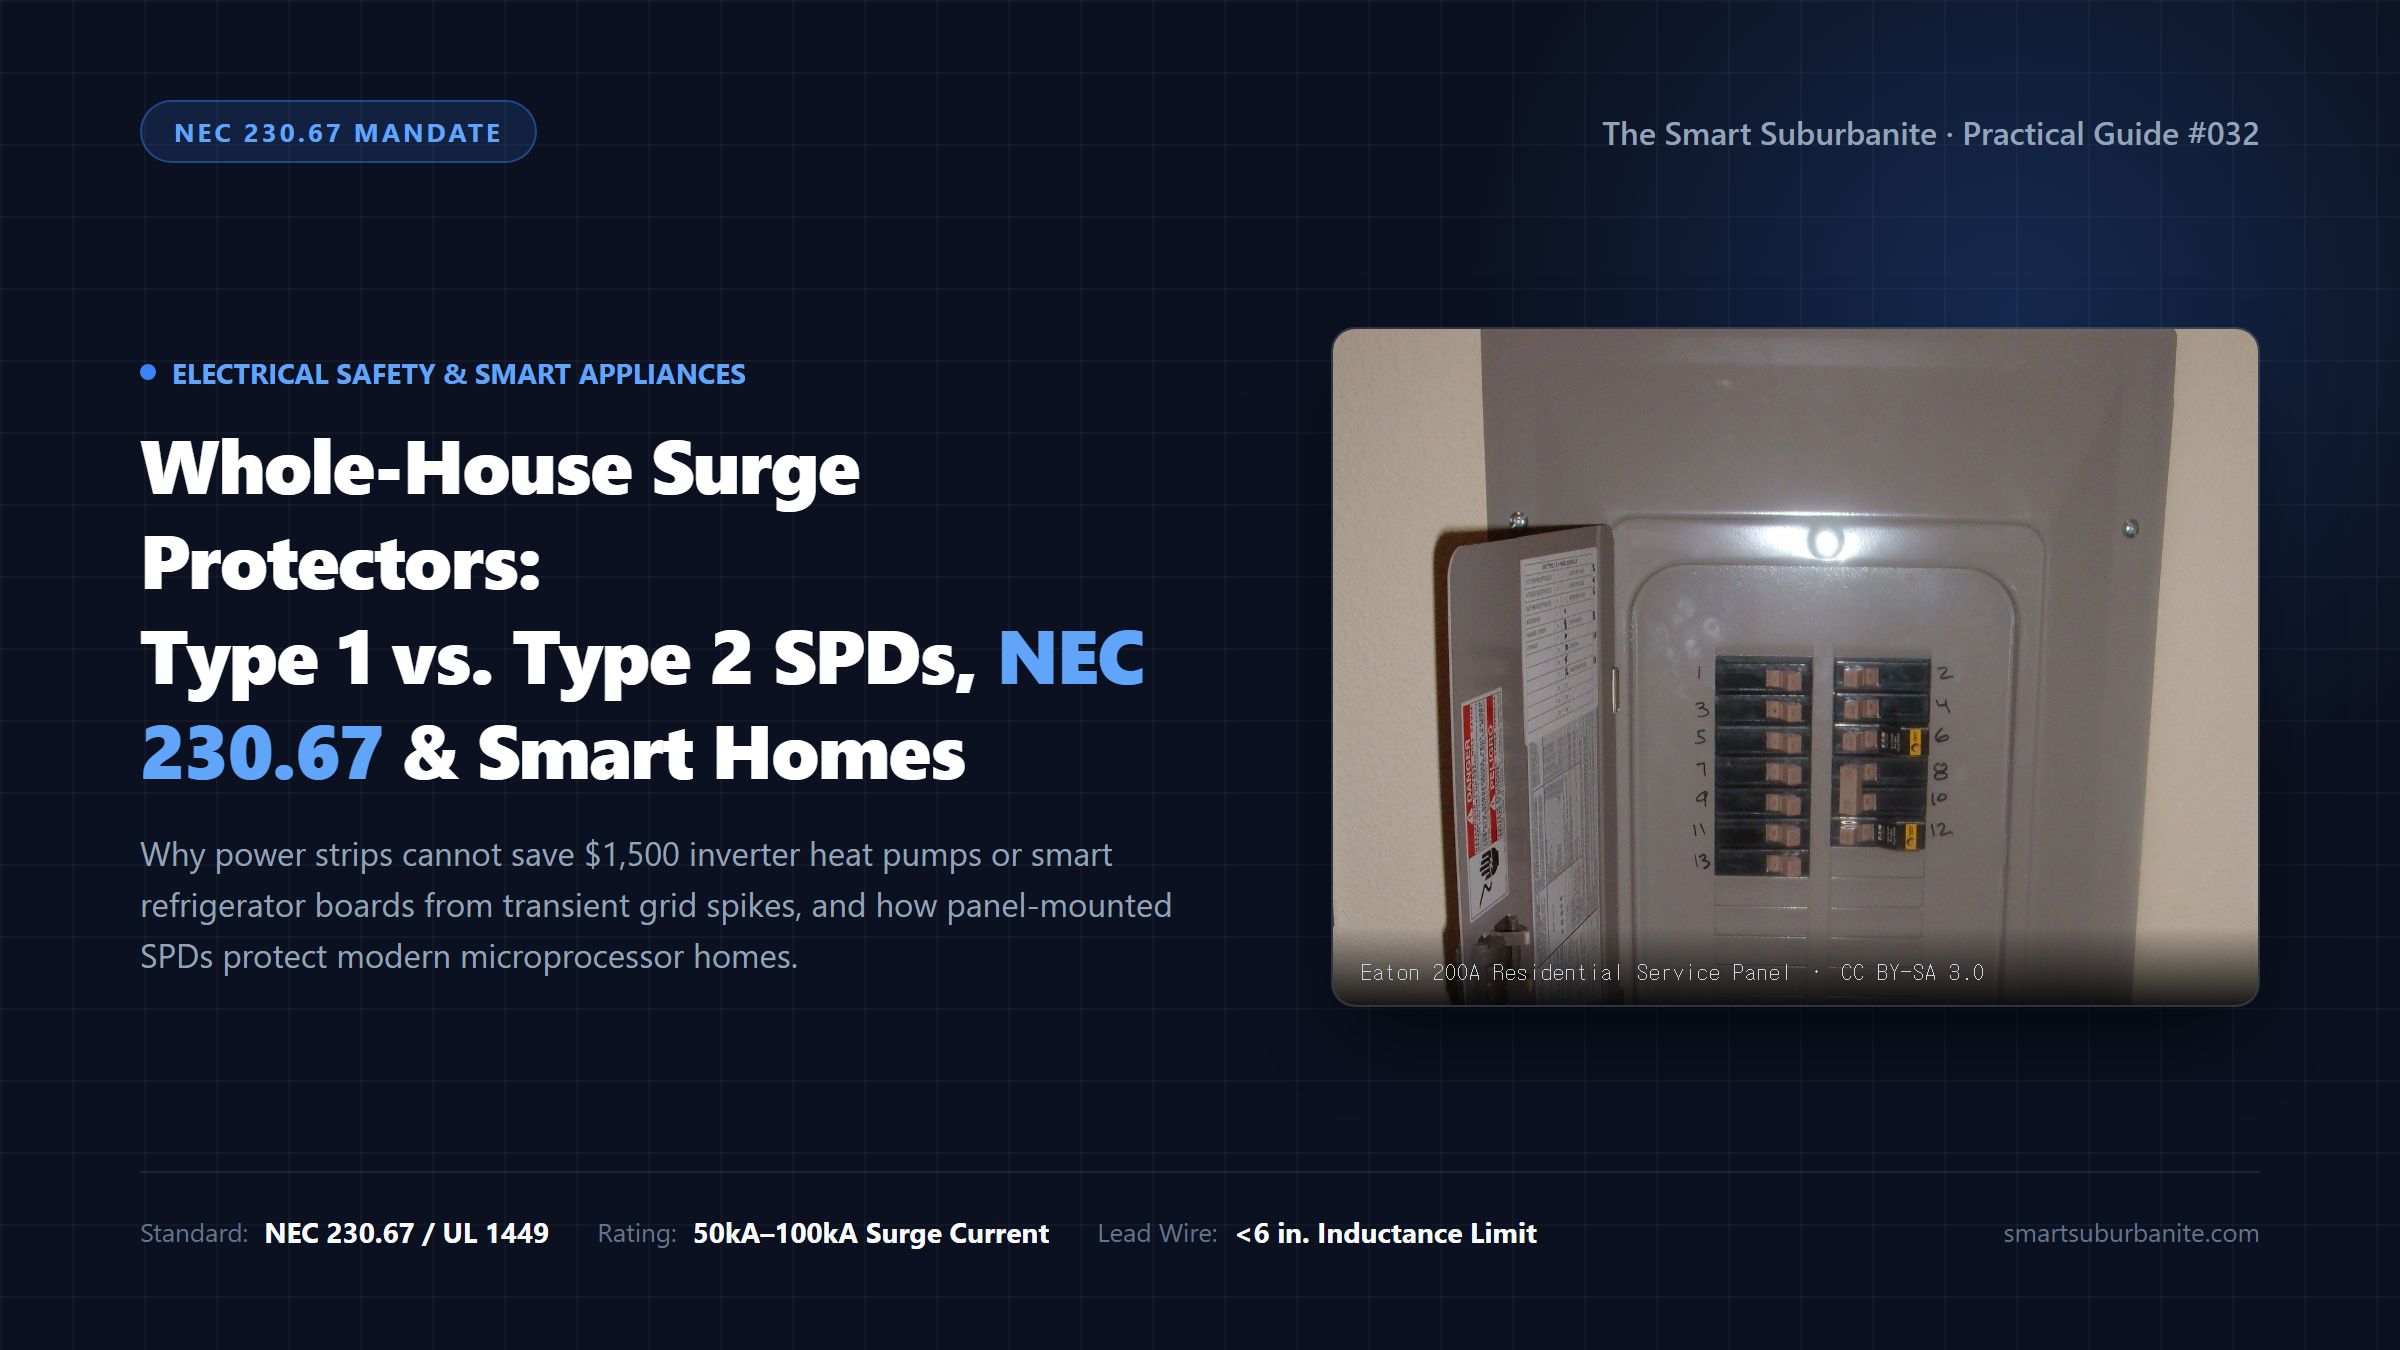 NEC 230.67 MANDATE
The Smart Suburbanite · Practical Guide #032
ELECTRICAL SAFETY & SMART APPLIANCES
Whole-House Surge
Protectors:
Type 1 vs. Type 2 SPDs, NEC
230.67 & Smart Homes
Why power strips cannot save $1,500 inverter heat pumps or smart
refrigerator boards from transient grid spikes, and how panel-mounted
SPDs protect modern microprocessor homes.
DANGER
PELIGRO
1
3
5
7
9
11
13
2
4
6
8
10
12
Eaton 200A Residential Service Panel · CC BY-SA 3.0
Standard: NEC 230.67 / UL 1449
Rating: 50kA–100kA Surge Current
Lead Wire: <6 in. Inductance Limit
smartsuburbanite.com